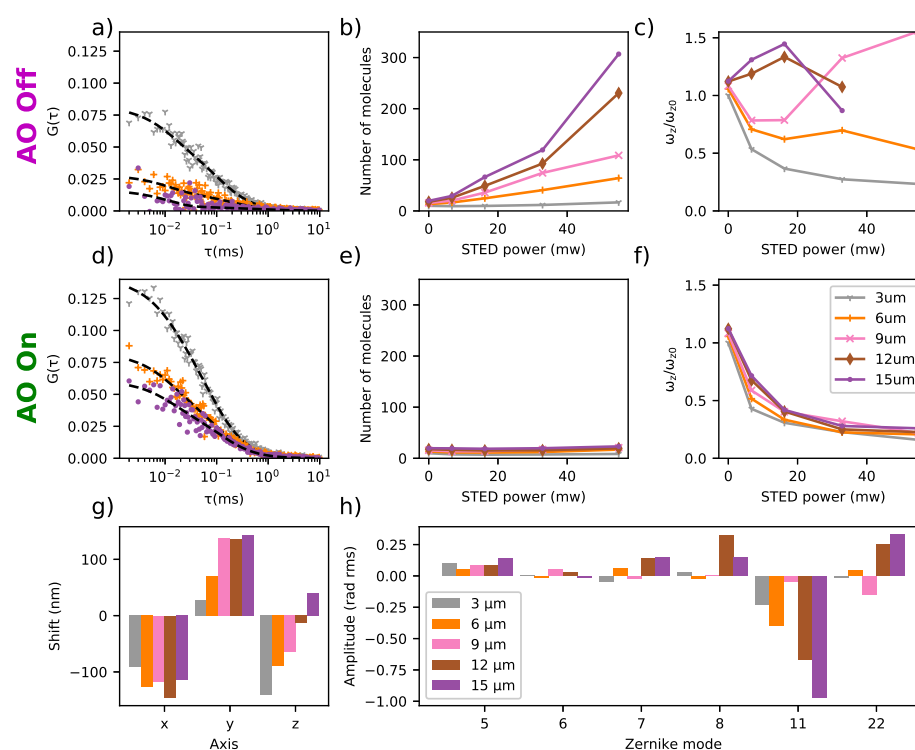 a) b) c)
AO Off
G(τ)
0.125
0.100
0.075
0.050
0.025
0.000
10⁻² 10⁻¹ 10⁰ 10¹
τ(ms)
Number of molecules
300
200
100
0
0 20 40
STED power (mw)
ω_z/ω_z0
1.5
1.0
0.5
0.0
0 20 40
STED power (mw)
d) e) f)
AO On
G(τ)
0.125
0.100
0.075
0.050
0.025
0.000
10⁻² 10⁻¹ 10⁰ 10¹
τ(ms)
Number of molecules
300
200
100
0
0 20 40
STED power (mw)
ω_z/ω_z0
1.5
1.0
0.5
0.0
0 20 40
STED power (mw)
3um
6um
9um
12um
15um
g) h)
Shift (nm)
100
0
−100
x y z
Axis
Amplitude (rad rms)
0.25
0.00
−0.25
−0.50
−0.75
−1.00
3 μm
6 μm
9 μm
12 μm
15 μm
5 6 7 8 11 22
Zernike mode